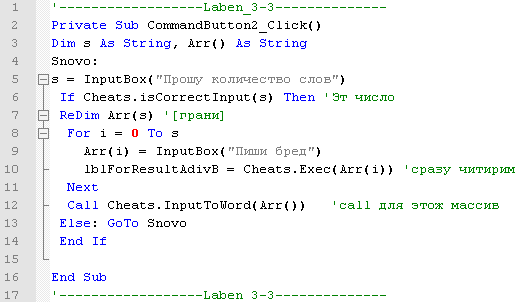 1 '------------------Laben_3-3--------------
2 Private Sub CommandButton2_Click()
3 Dim s As String, Arr() As String
4 Snovo:
5 s = InputBox("Прошу количество слов")
6 If Cheats.isCorrectInput(s) Then 'Эт число
7 ReDim Arr(s) '[грани]
8 For i = 0 To s
9 Arr(i) = InputBox("Пиши бред")
10 lblForResultAdivB = Cheats.Exec(Arr(i)) 'сразу читирим
11 Next
12 Call Cheats.InputToWord(Arr()) 'call для этож массив
13 Else: GoTo Snovo
14 End If
15
16 End Sub
17 '------------------Laben_3-3--------------